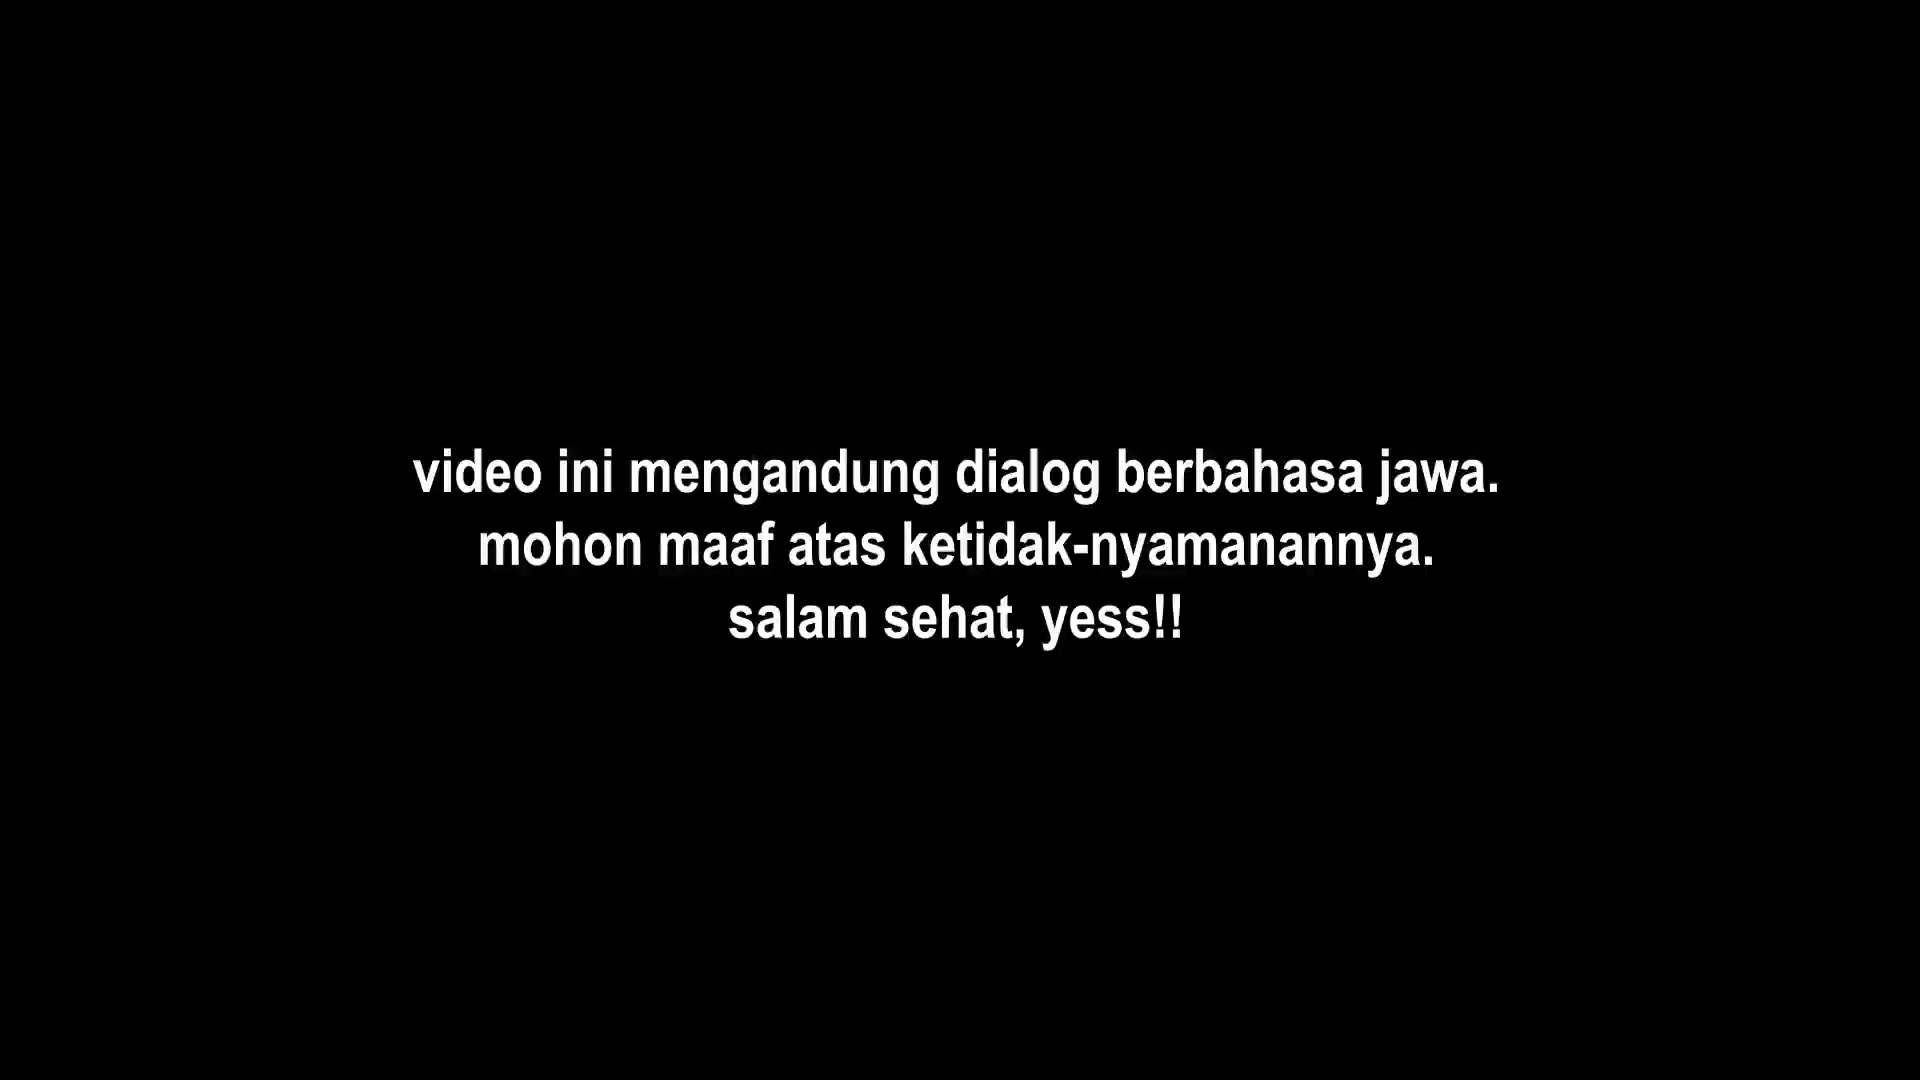 video ini mengandung dialog berbahasa jawa.
mohon maaf atas ketidak-nyamanannya.
salam sehat, yess!!